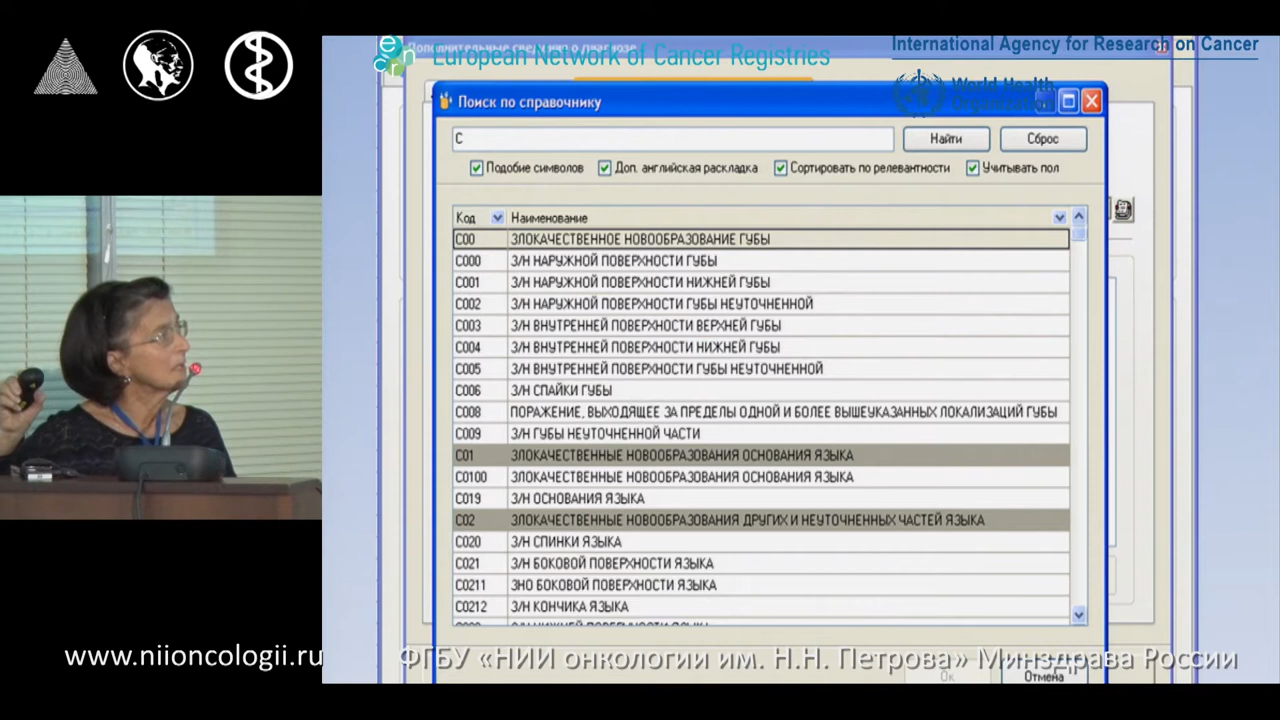 Дополнительные сведения о диагнозе
European Network of Cancer Registries
International Agency for Research on Cancer
World Health
Organization
Поиск по справочнику
С
Найти
Сброс
Подобие символов
Доп. английская раскладка
Сортировать по релевантности
Учитывать пол
Код
Наименование
C00 ЗЛОКАЧЕСТВЕННОЕ НОВООБРАЗОВАНИЕ ГУБЫ
C000 З/Н НАРУЖНОЙ ПОВЕРХНОСТИ ГУБЫ
C001 З/Н НАРУЖНОЙ ПОВЕРХНОСТИ НИЖНЕЙ ГУБЫ
C002 З/Н НАРУЖНОЙ ПОВЕРХНОСТИ ГУБЫ НЕУТОЧНЕННОЙ
C003 З/Н ВНУТРЕННЕЙ ПОВЕРХНОСТИ ВЕРХНЕЙ ГУБЫ
C004 З/Н ВНУТРЕННЕЙ ПОВЕРХНОСТИ НИЖНЕЙ ГУБЫ
C005 З/Н ВНУТРЕННЕЙ ПОВЕРХНОСТИ ГУБЫ НЕУТОЧНЕННОЙ
C006 З/Н СПАЙКИ ГУБЫ
C008 ПОРАЖЕНИЕ, ВЫХОДЯЩЕЕ ЗА ПРЕДЕЛЫ ОДНОЙ И БОЛЕЕ ВЫШЕУКАЗАННЫХ ЛОКАЛИЗАЦИЙ ГУБЫ
C009 З/Н ГУБЫ НЕУТОЧНЕННОЙ ЧАСТИ
C01 ЗЛОКАЧЕСТВЕННЫЕ НОВООБРАЗОВАНИЯ ОСНОВАНИЯ ЯЗЫКА
C0100 ЗЛОКАЧЕСТВЕННЫЕ НОВООБРАЗОВАНИЯ ОСНОВАНИЯ ЯЗЫКА
C019 З/Н ОСНОВАНИЯ ЯЗЫКА
C02 ЗЛОКАЧЕСТВЕННЫЕ НОВООБРАЗОВАНИЯ ДРУГИХ И НЕУТОЧНЕННЫХ ЧАСТЕЙ ЯЗЫКА
C020 З/Н СПИНКИ ЯЗЫКА
C021 З/Н БОКОВОЙ ПОВЕРХНОСТИ ЯЗЫКА
C0211 ЗНО БОКОВОЙ ПОВЕРХНОСТИ ЯЗЫКА
C0212 З/Н КОНЧИКА ЯЗЫКА
Ок
Отмена
www.niioncologii.ru
ФГБУ «НИИ онкологии им. Н.Н. Петрова» Минздрава России